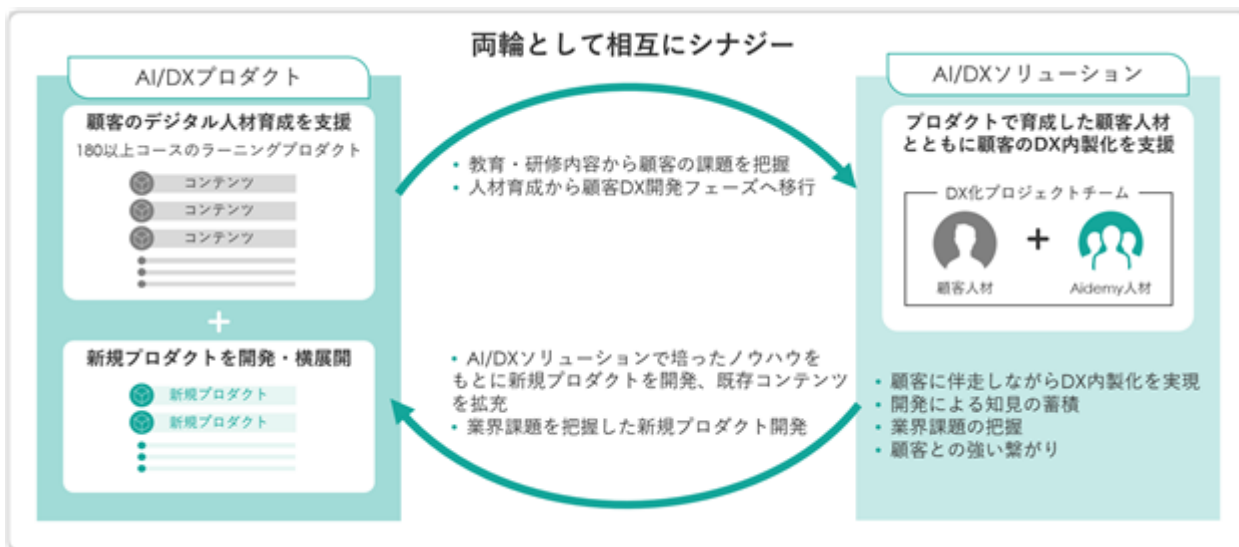 両輪として相互にシナジー
AI/DXプロダクト
顧客のデジタル人材育成を支援
180以上コースのラーニングプロダクト
コンテンツ
コンテンツ
コンテンツ
+
新規プロダクトを開発・横展開
新規プロダクト
新規プロダクト
• 教育・研修内容から顧客の課題を把握
• 人材育成から顧客DX開発フェーズへ移行
• AI/DXソリューションで培ったノウハウを
もとに新規プロダクトを開発、既存コンテンツ
を拡充
• 業界課題を把握した新規プロダクト開発
AI/DXソリューション
プロダクトで育成した顧客人材
とともに顧客のDX内製化を支援
DX化プロジェクトチーム
+
顧客人材
Aidemy人材
• 顧客に伴走しながらDX内製化を実現
• 開発による知見の蓄積
• 業界課題の把握
• 顧客との強い繋がり